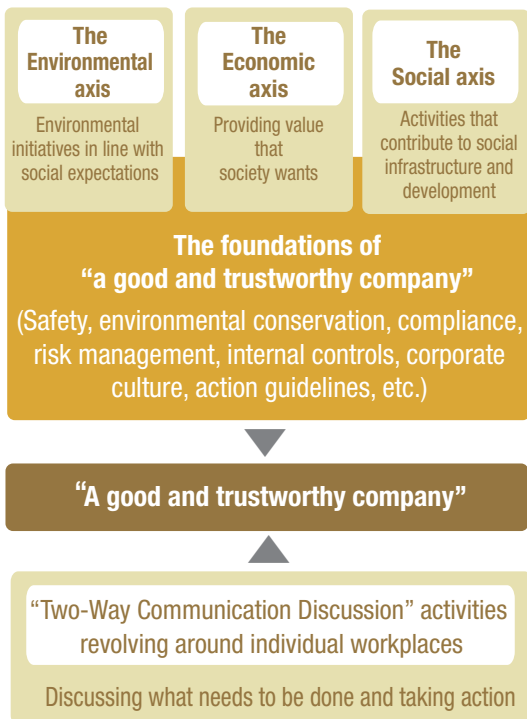 The
Environmental
axis
Environmental
initiatives in line with
social expectations
The
Economic
axis
Providing value
that
society wants
The
Social axis
Activities that
contribute to social
infrastructure and
development
The foundations of
“a good and trustworthy company”
(Safety, environmental conservation, compliance,
risk management, internal controls, corporate
culture, action guidelines, etc.)
“A good and trustworthy company”
“Two-Way Communication Discussion” activities
revolving around individual workplaces
Discussing what needs to be done and taking action